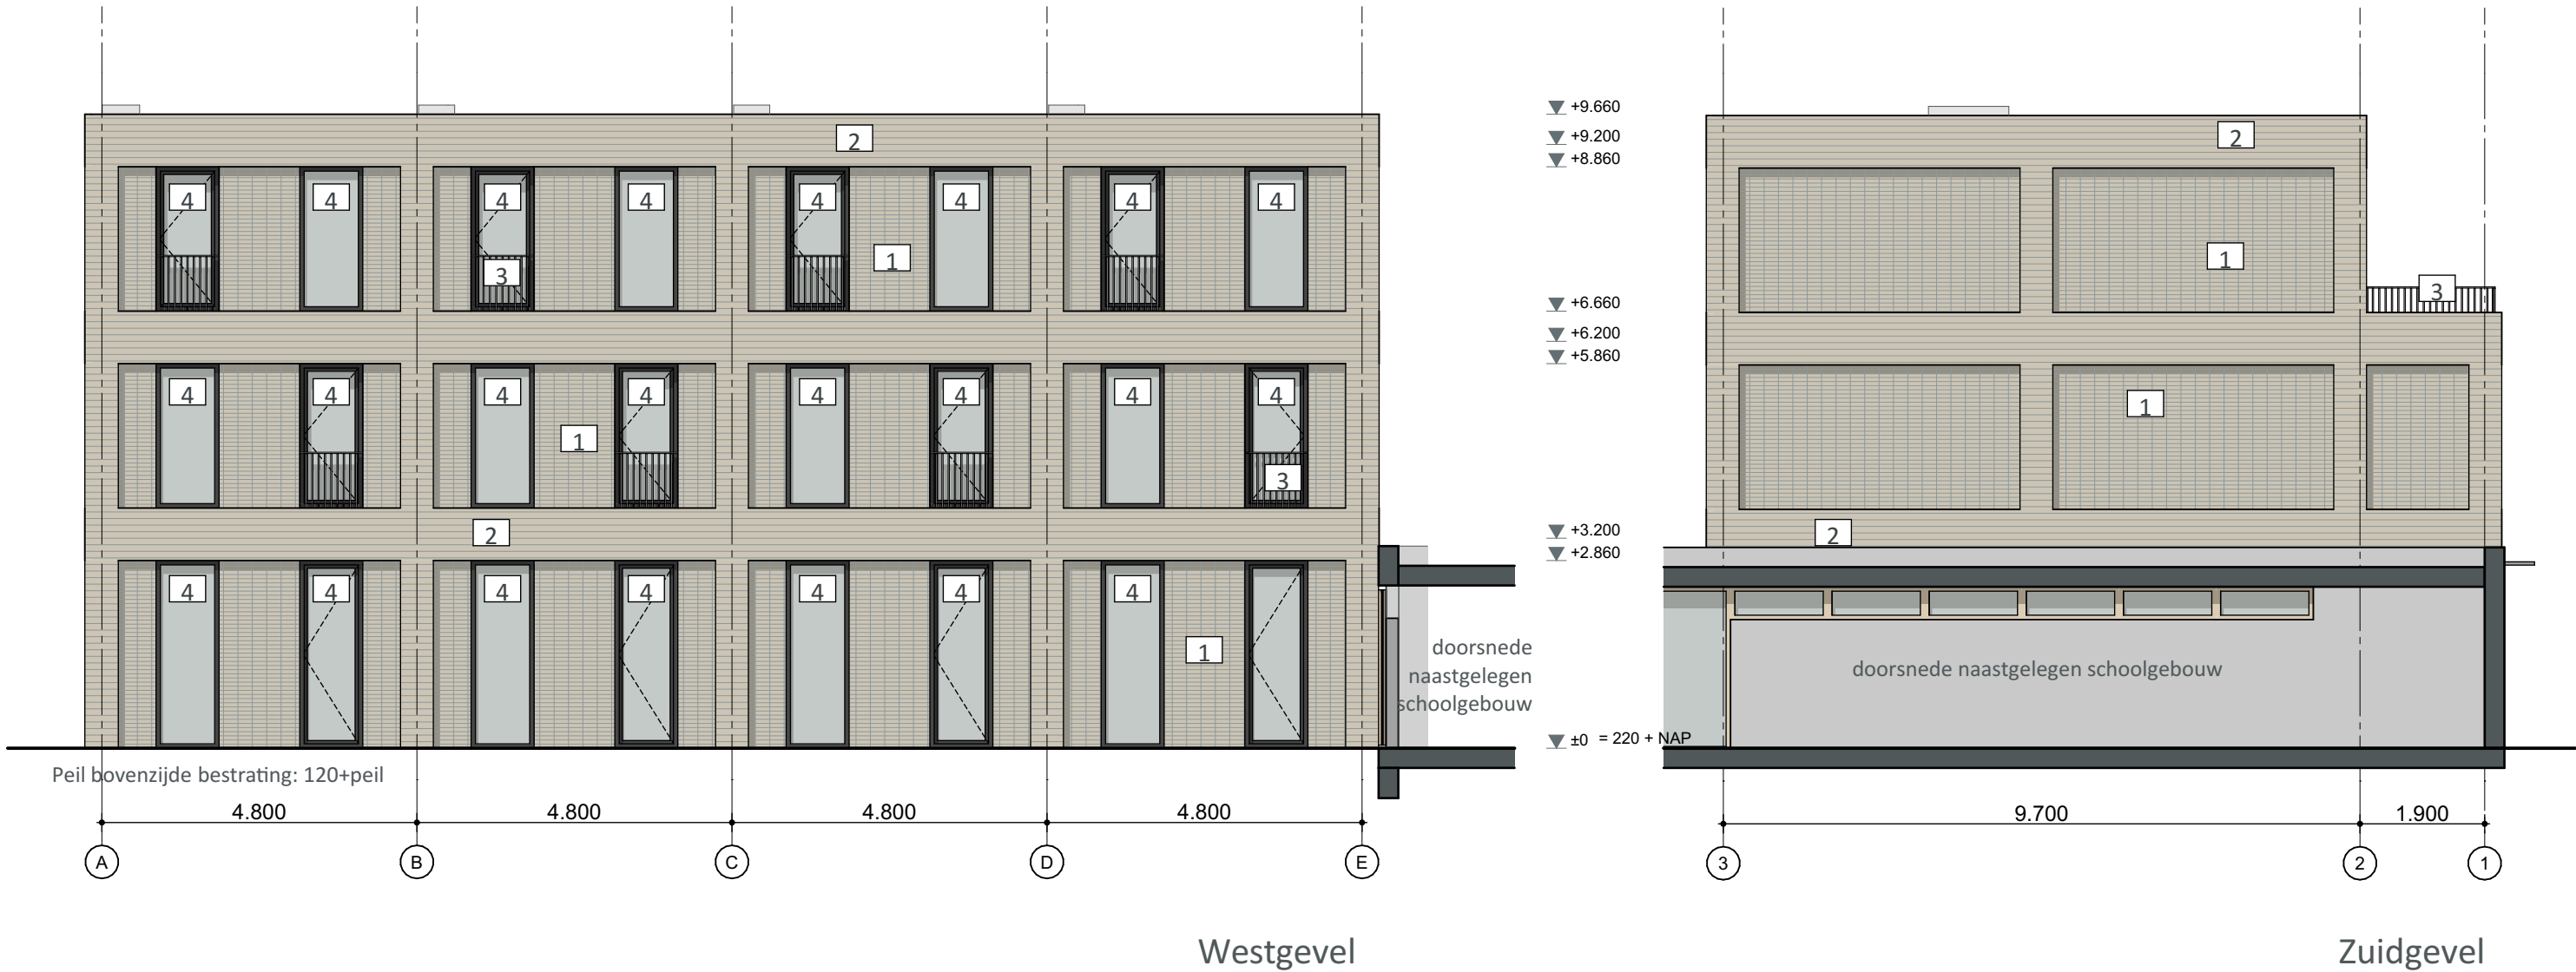 2
4 4 4 4 4 4 4 4
3 1
4 4 4 4 4 4 4 4
1 3
2
4 4 4 4 4 4 4
1
doorsnede
naastgelegen
schoolgebouw
Peil bovenzijde bestrating: 120+peil
4.800 4.800 4.800 4.800
A B C D E
Westgevel
+9.660
+9.200
+8.860
+6.660
+6.200
+5.860
+3.200
+2.860
±0 = 220 + NAP
2
1
3
1
2
doorsnede naastgelegen schoolgebouw
9.700 1.900
3 2 1
Zuidgevel